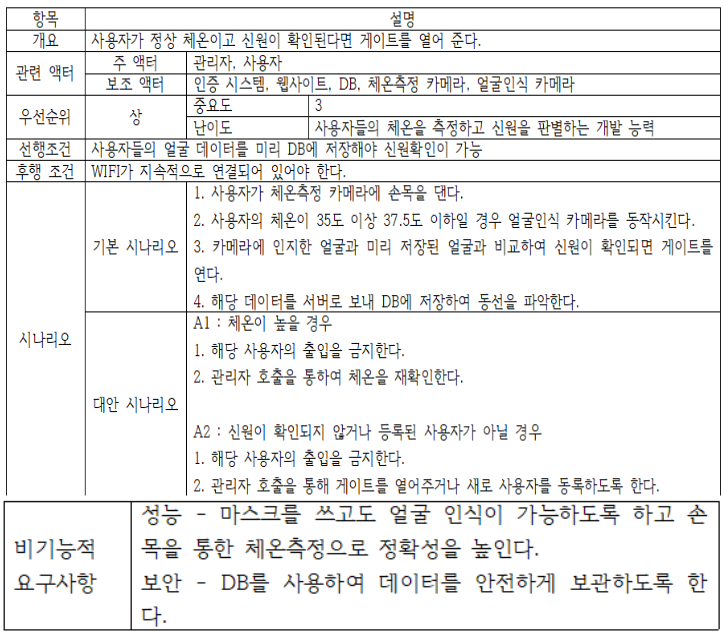 항목 설명
개요 사용자가 정상 체온이고 신원이 확인된다면 게이트를 열어 준다.
관련 액터 주 액터 관리자, 사용자
보조 액터 인증 시스템, 웹사이트, DB, 체온측정 카메라, 얼굴인식 카메라
우선순위 상 중요도 3
난이도 사용자들의 체온을 측정하고 신원을 판별하는 개발 능력
선행조건 사용자들의 얼굴 데이터를 미리 DB에 저장해야 신원확인이 가능
후행 조건 WIFI가 지속적으로 연결되어 있어야 한다.
시나리오
기본 시나리오
1. 사용자가 체온측정 카메라에 손목을 댄다.
2. 사용자의 체온이 35도 이상 37.5도 이하일 경우 얼굴인식 카메라를 동작시킨다.
3. 카메라에 인지한 얼굴과 미리 저장된 얼굴과 비교하여 신원이 확인되면 게이트를
연다.
4. 해당 데이터를 서버로 보내 DB에 저장하여 동선을 파악한다.
대안 시나리오
A1 : 체온이 높을 경우
1. 해당 사용자의 출입을 금지한다.
2. 관리자 호출을 통하여 체온을 재확인한다.
A2 : 신원이 확인되지 않거나 등록된 사용자가 아닐 경우
1. 해당 사용자의 출입을 금지한다.
2. 관리자 호출을 통해 게이트를 열어주거나 새로 사용자를 등록하도록 한다.
비기능적
요구사항
성능 - 마스크를 쓰고도 얼굴 인식이 가능하도록 하고 손
목을 통한 체온측정으로 정확성을 높인다.
보안 - DB를 사용하여 데이터를 안전하게 보관하도록 한
다.